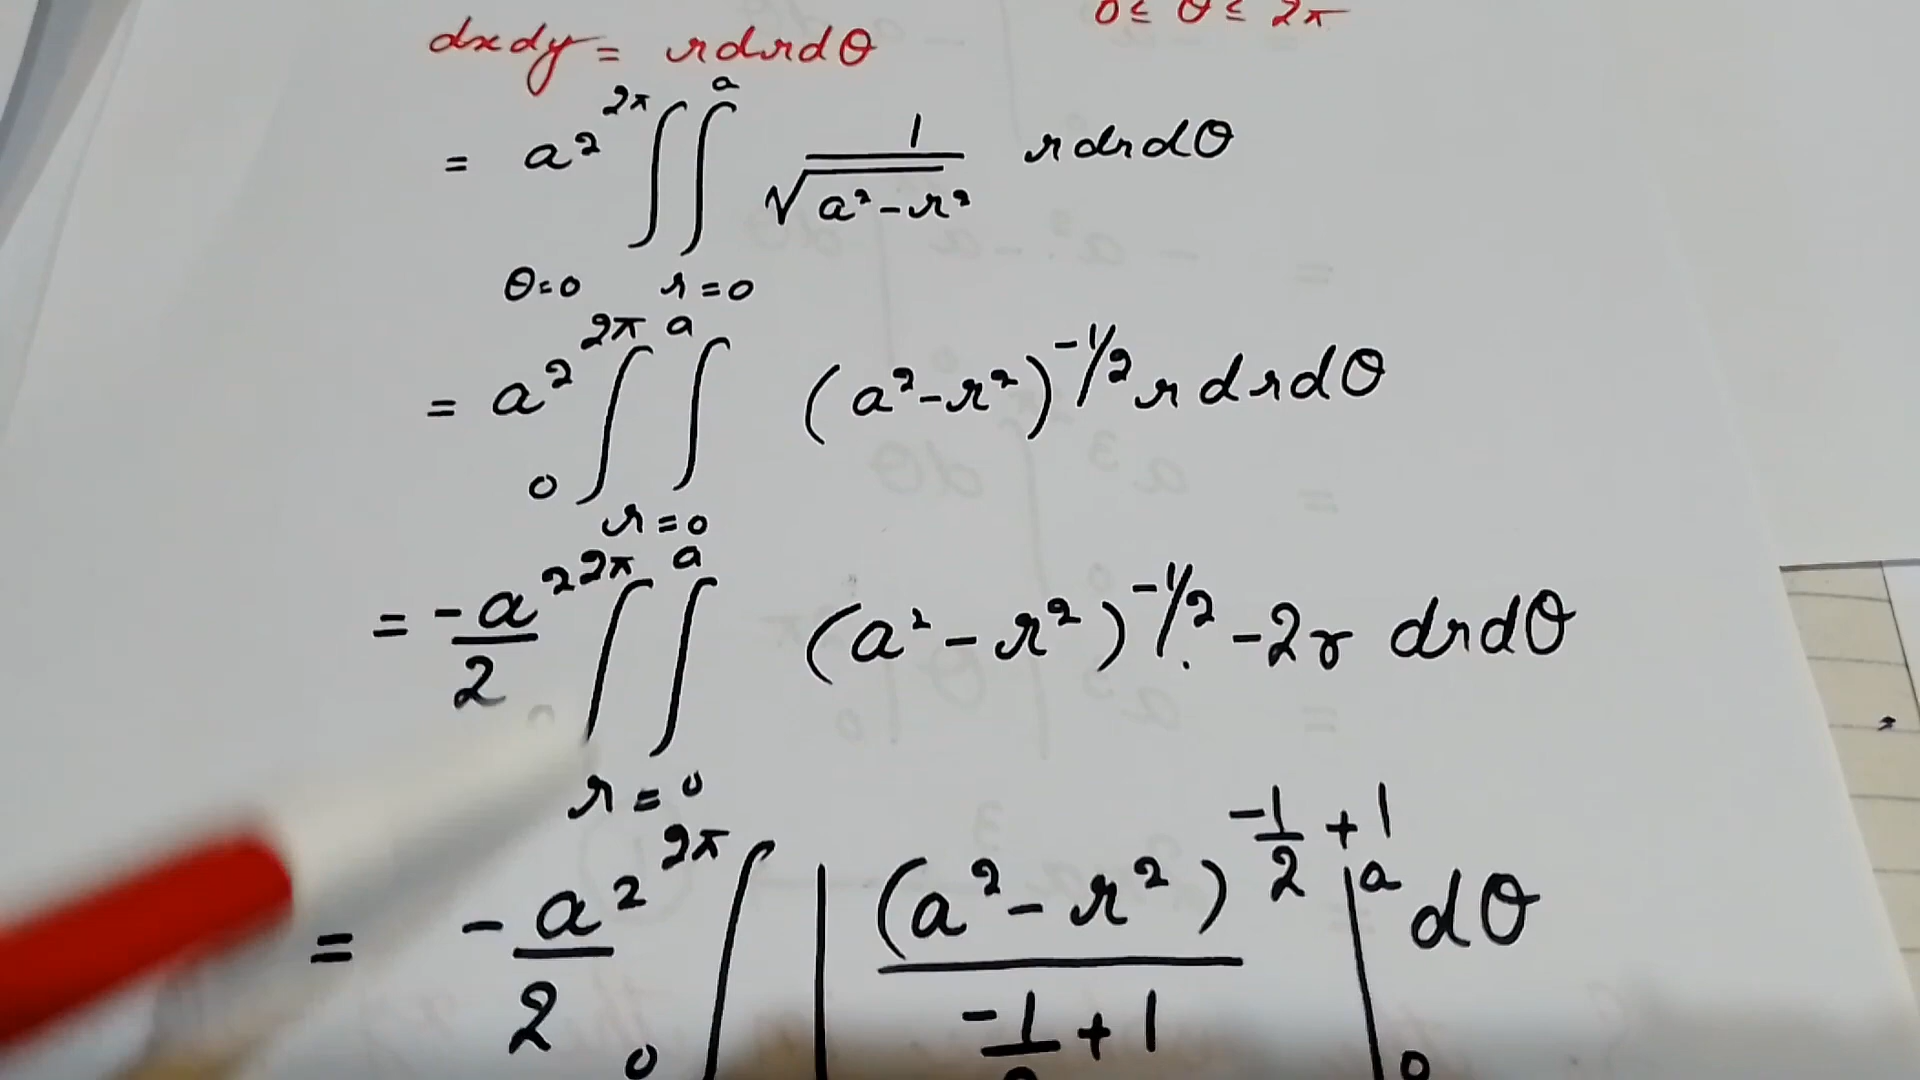 0 ≤ θ ≤ 2π
dxdy = rdrdθ
= a² ∫_{θ=0}^{2π} ∫_{r=0}^{a} 1/√(a²-r²) rdrdθ
= a² ∫_{0}^{2π} ∫_{r=0}^{a} (a²-r²)^{-1/2} r drdθ
= -a²/2 ∫_{0}^{2π} ∫_{r=0}^{a} (a²-r²)^{-1/2} . -2r drdθ
= -a²/2 ∫_{0}^{2π} | (a²-r²)^{-1/2 + 1} / (-1/2 + 1) |_{0}^{a} dθ